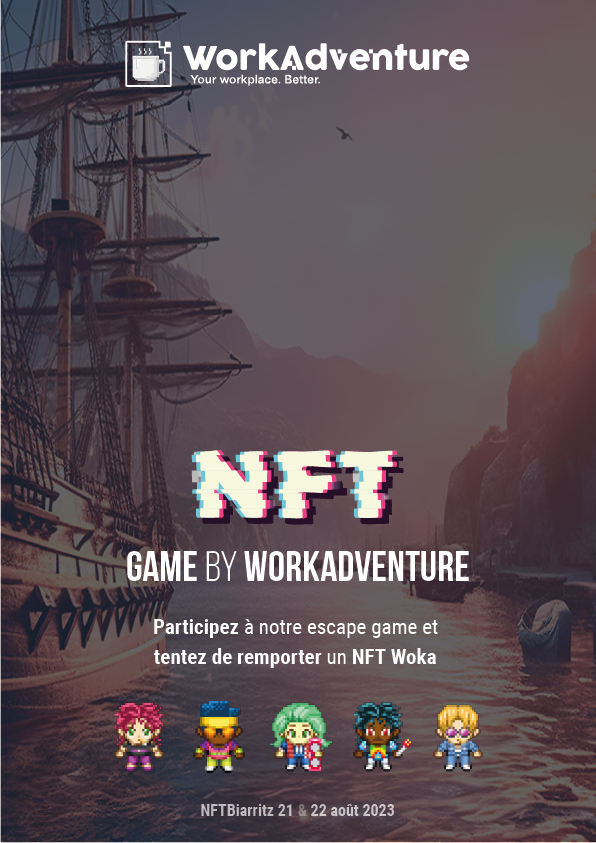 WorkAdventure
Your workplace. Better.
NFT
GAME BY WORKADVENTURE
Participez à notre escape game et
tentez de remporter un NFT Woka
NFTBiarritz 21 & 22 août 2023